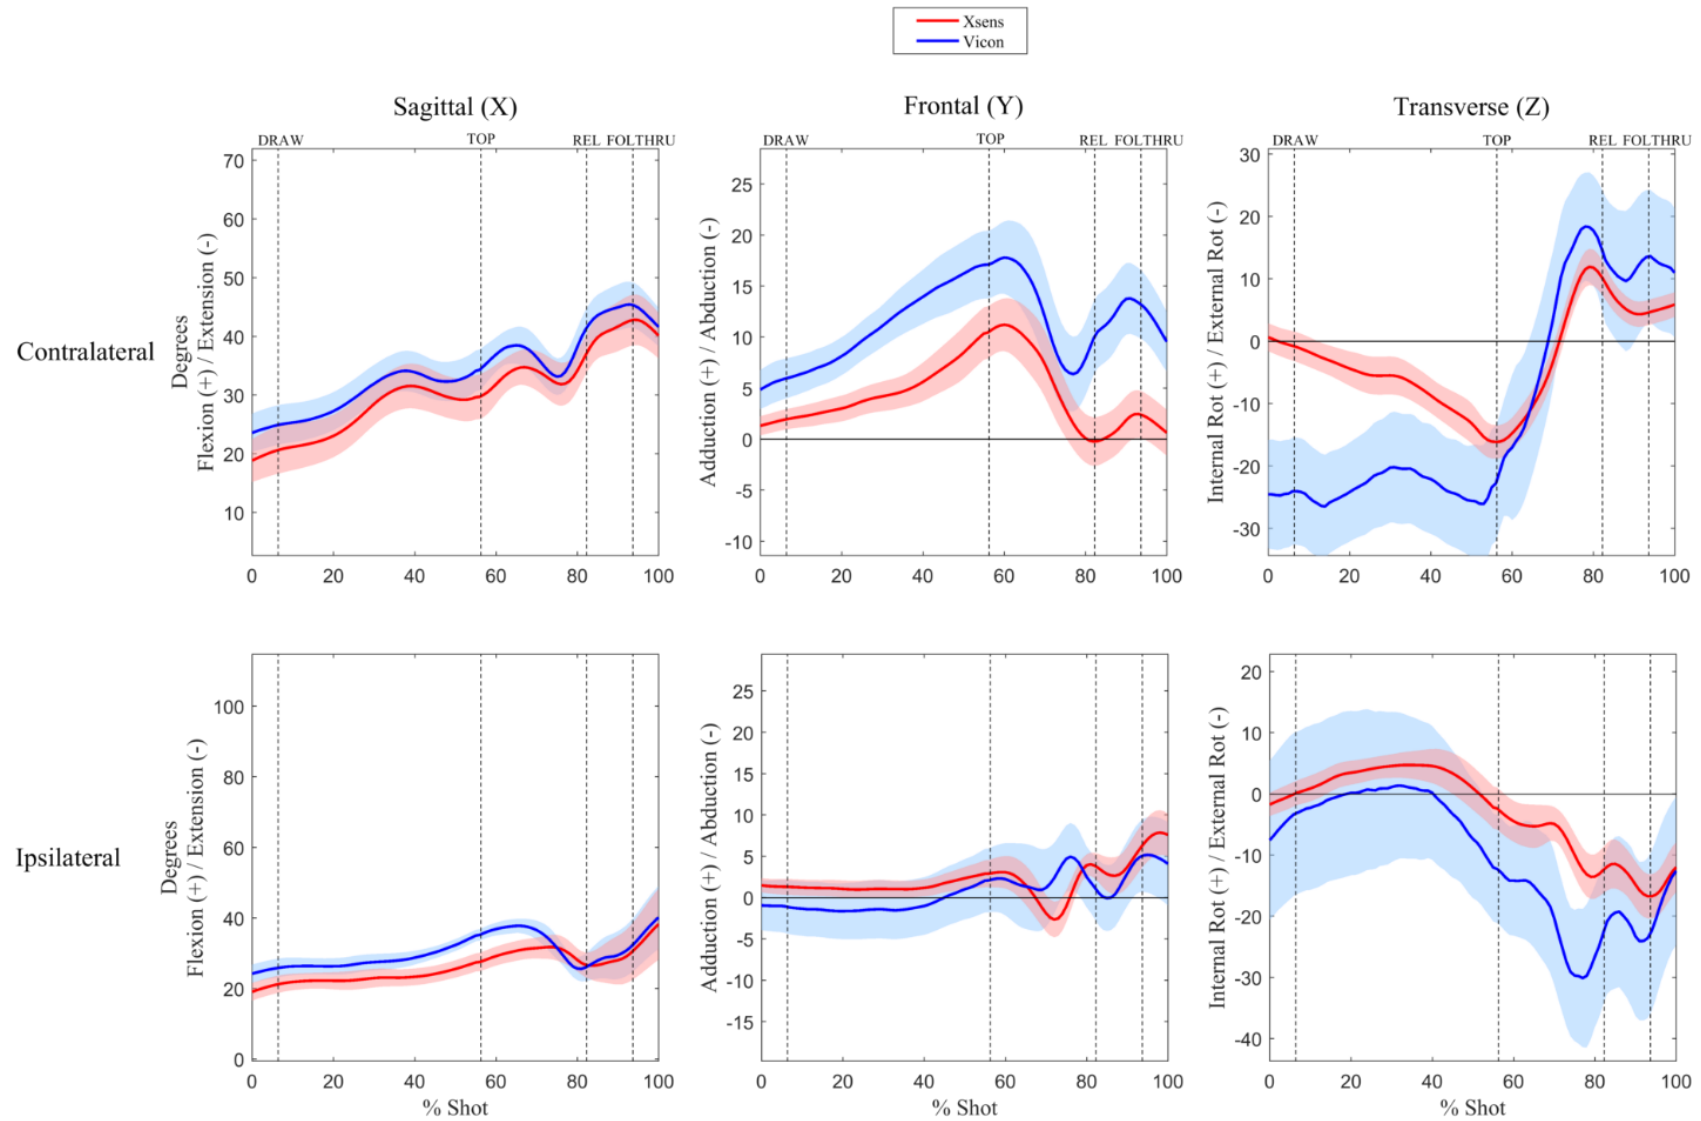 Xsens
Vicon
Sagittal (X)
Frontal (Y)
Transverse (Z)
DRAW TOP REL FOLTHRU
DRAW TOP REL FOLTHRU
DRAW TOP REL FOLTHRU
Contralateral
Degrees
Flexion (+) / Extension (-)
70
60
50
40
30
20
10
0 20 40 60 80 100
Adduction (+) / Abduction (-)
25
20
15
10
5
0
-5
-10
0 20 40 60 80 100
Internal Rot (+) / External Rot (-)
30
20
10
0
-10
-20
-30
0 20 40 60 80 100
Ipsilateral
Degrees
Flexion (+) / Extension (-)
100
80
60
40
20
0
0 20 40 60 80 100
% Shot
Adduction (+) / Abduction (-)
25
20
15
10
5
0
-5
-10
-15
0 20 40 60 80 100
% Shot
Internal Rot (+) / External Rot (-)
20
10
0
-10
-20
-30
-40
0 20 40 60 80 100
% Shot